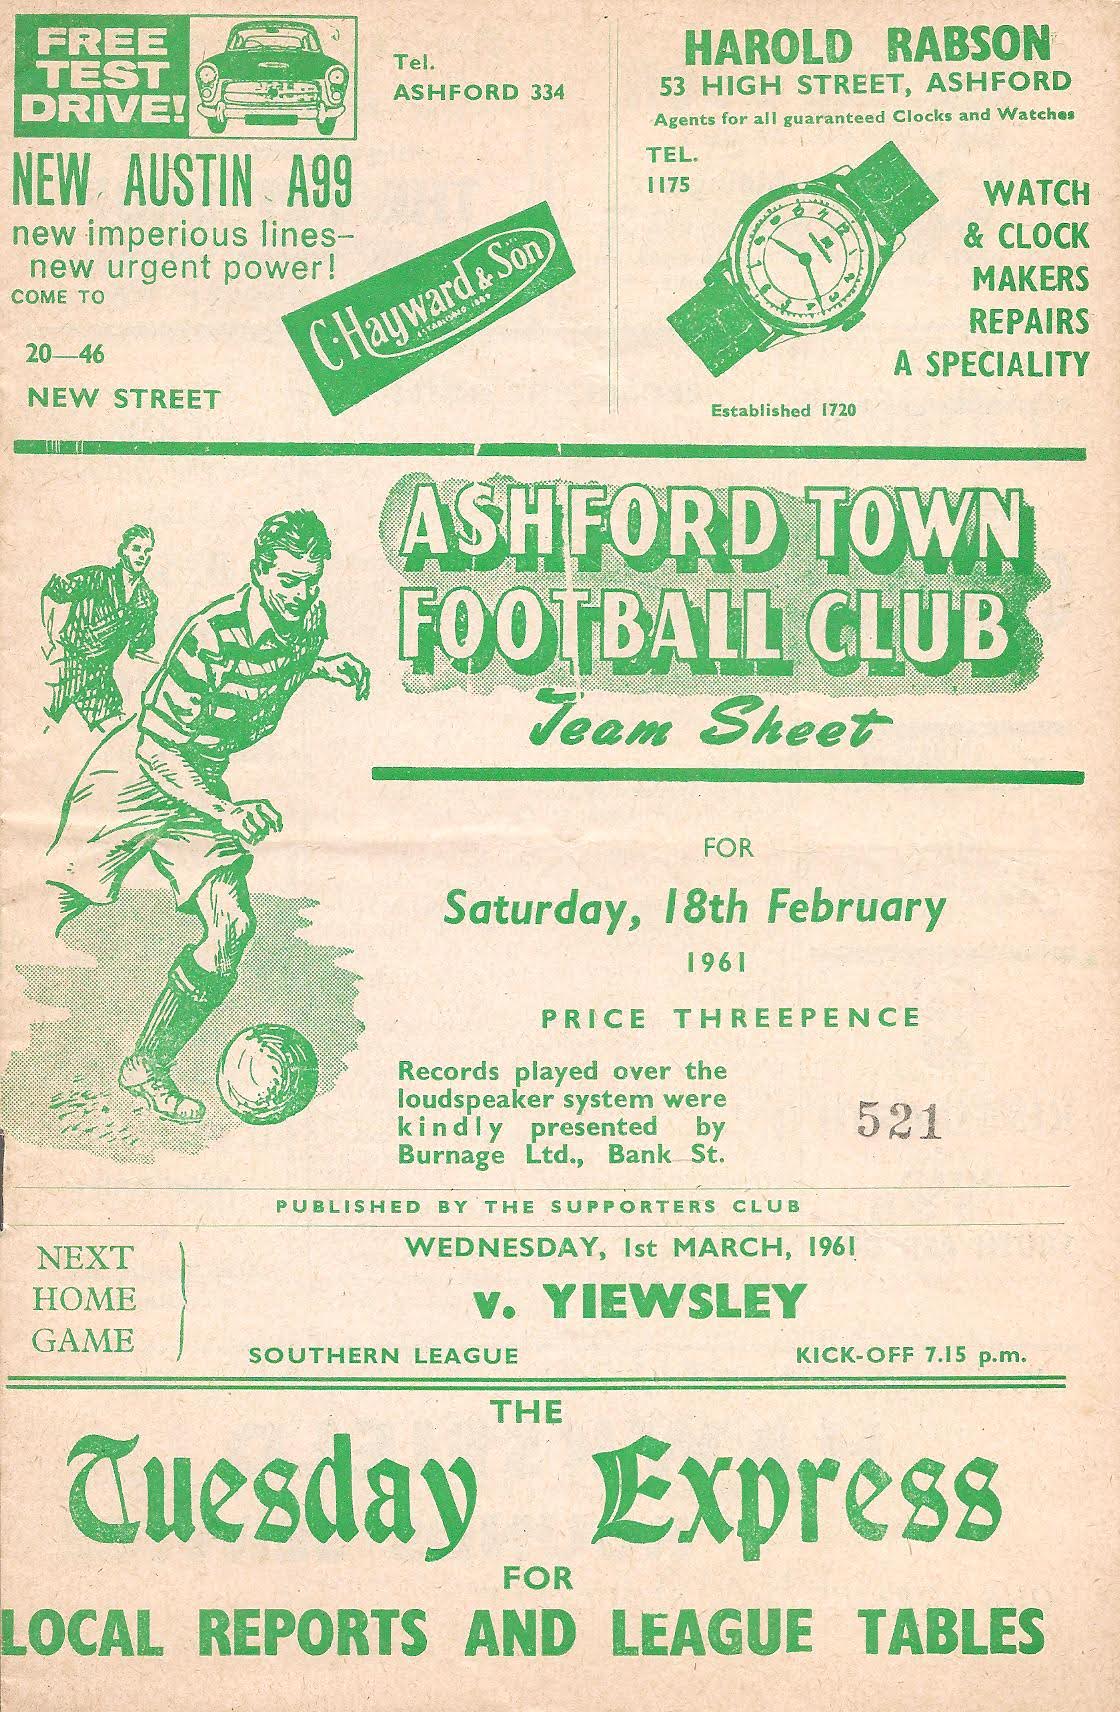 FREE
TEST
DRIVE!
NEW AUSTIN A99
new imperious lines–
new urgent power!
COME TO
20—46
NEW STREET
Tel.
ASHFORD 334
C. Hayward & Son
HAROLD RABSON
53 HIGH STREET, ASHFORD
Agents for all guaranteed Clocks and Watches
TEL.
1175
WATCH
& CLOCK
MAKERS
REPAIRS
A SPECIALITY
Established 1720
ASHFORD TOWN
FOOTBALL CLUB
Team Sheet
FOR
Saturday, 18th February
1961
PRICE THREEPENCE
Records played over the
loudspeaker system were
kindly presented by
Burnage Ltd., Bank St.
521
PUBLISHED BY THE SUPPORTERS CLUB
NEXT
HOME
GAME
WEDNESDAY, 1st MARCH, 1961
v. YIEWSLEY
SOUTHERN LEAGUE KICK-OFF 7.15 p.m.
THE
Tuesday Express
FOR
LOCAL REPORTS AND LEAGUE TABLES